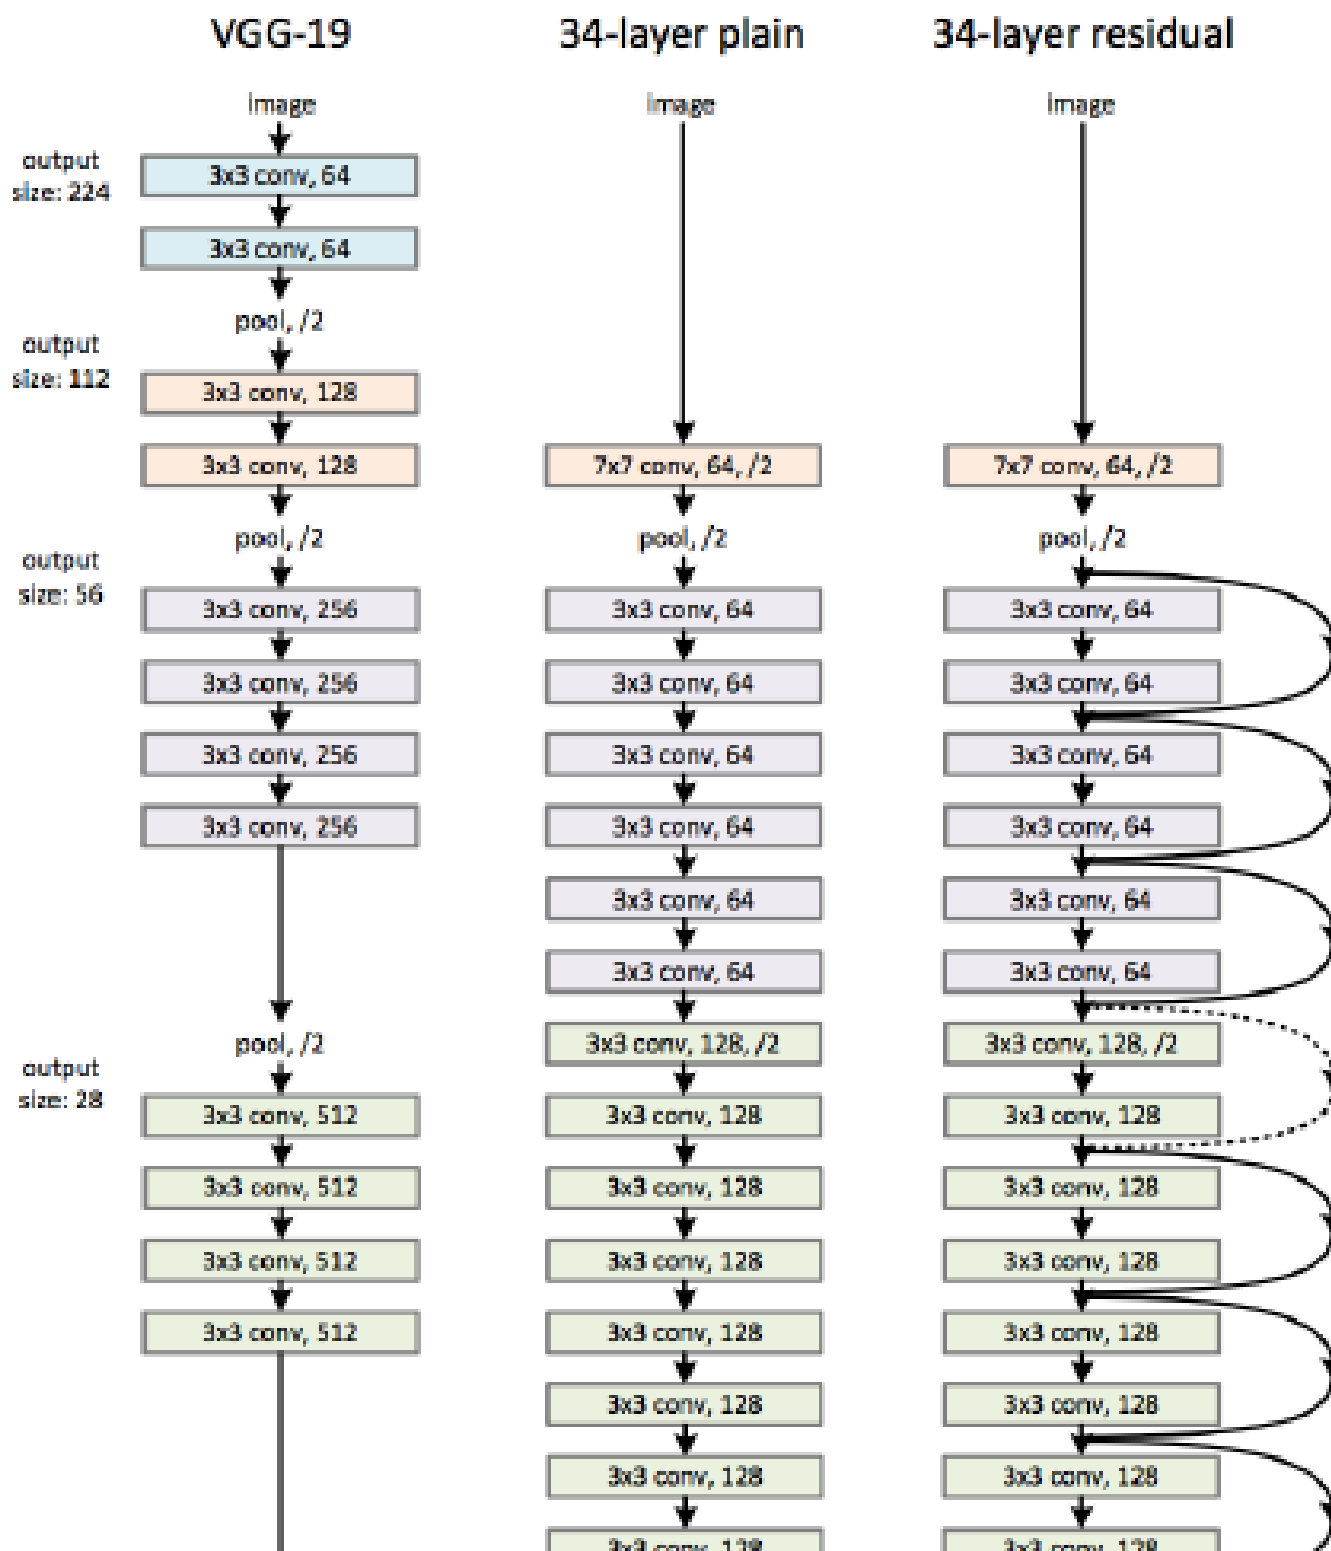 VGG-19
34-layer plain
34-layer residual
image
image
image
output
size: 224
3x3 conv, 64
3x3 conv, 64
pool, /2
output
size: 112
3x3 conv, 128
3x3 conv, 128
7x7 conv, 64, /2
7x7 conv, 64, /2
pool, /2
pool, /2
pool, /2
output
size: 56
3x3 conv, 256
3x3 conv, 64
3x3 conv, 64
3x3 conv, 256
3x3 conv, 64
3x3 conv, 64
3x3 conv, 256
3x3 conv, 64
3x3 conv, 64
3x3 conv, 256
3x3 conv, 64
3x3 conv, 64
3x3 conv, 64
3x3 conv, 64
3x3 conv, 64
3x3 conv, 64
pool, /2
3x3 conv, 128, /2
3x3 conv, 128, /2
output
size: 28
3x3 conv, 512
3x3 conv, 128
3x3 conv, 128
3x3 conv, 512
3x3 conv, 128
3x3 conv, 128
3x3 conv, 512
3x3 conv, 128
3x3 conv, 128
3x3 conv, 512
3x3 conv, 128
3x3 conv, 128
3x3 conv, 128
3x3 conv, 128
3x3 conv, 128
3x3 conv, 128
3x3 conv, 128
3x3 conv, 128